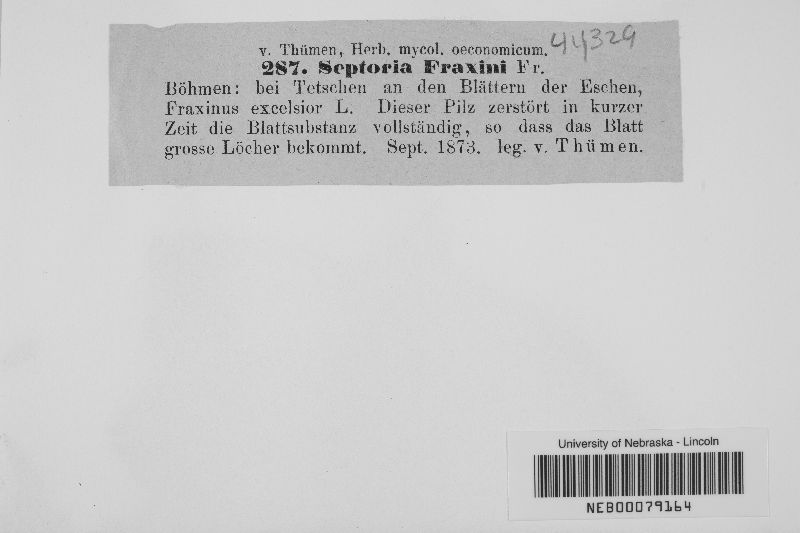 v. Thümen, Herb. mycol. oeconomicum. 44329
287. Septoria Fraxini Fr.
Böhmen: bei Tetschen an den Blättern der Eschen,
Fraxinus excelsior L. Dieser Pilz zerstört in kurzer
Zeit die Blattsubstanz vollständig, so dass das Blatt
grosse Löcher bekommt. Sept. 1873. leg. v. Thümen.
University of Nebraska - Lincoln
NEB00079164